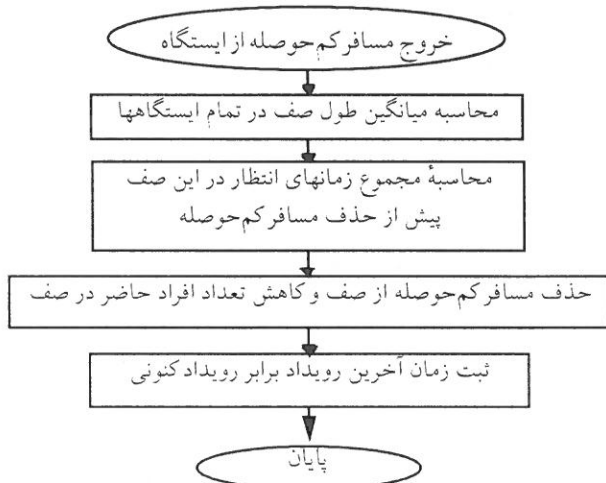 خروج مسافر کم‌حوصله از ایستگاه
محاسبه میانگین طول صف در تمام ایستگاهها
محاسبهٔ مجموع زمانهای انتظار در این صف
پیش از حذف مسافر کم‌حوصله
حذف مسافر کم‌حوصله از صف و کاهش تعداد افراد حاضر در صف
ثبت زمان آخرین رویداد برابر رویداد کنونی
پایان